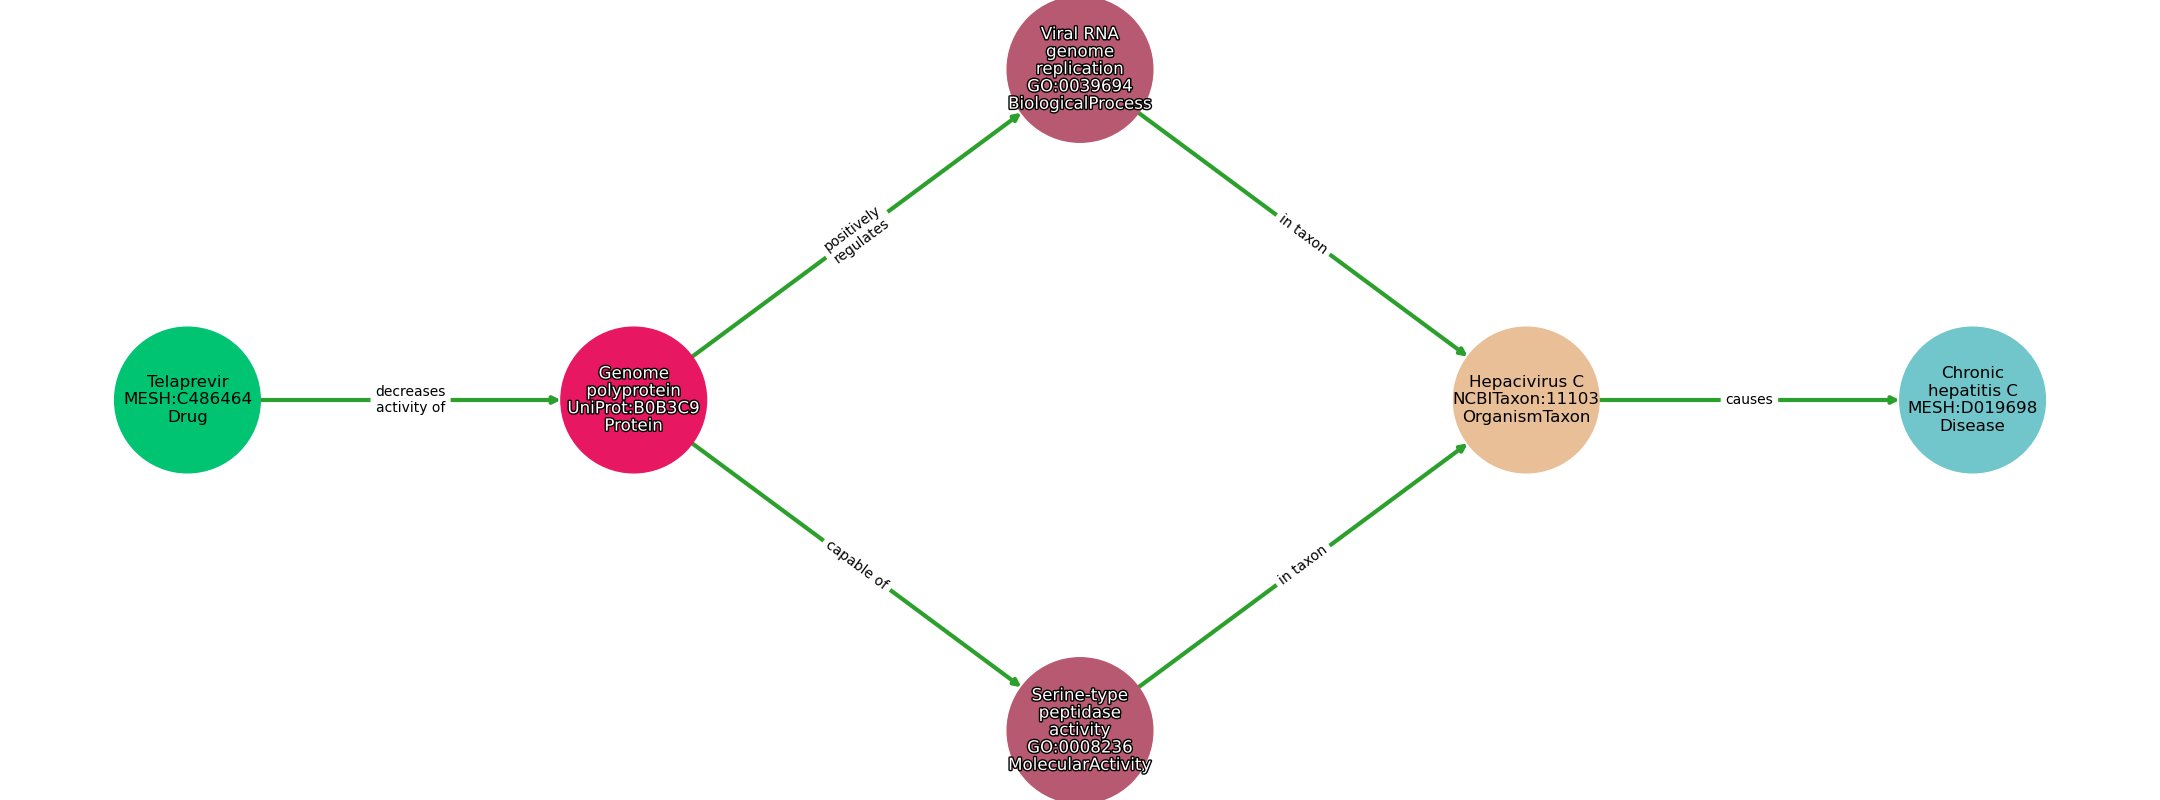 Viral RNA
genome
replication
GO:0039694
BiologicalProcess
positively
regulates
in taxon
Telaprevir
MESH:C486464
Drug
decreases
activity of
Genome
polyprotein
UniProt:B0B3C9
Protein
Hepacivirus C
NCBITaxon:11103
OrganismTaxon
causes
Chronic
hepatitis C
MESH:D019698
Disease
capable of
in taxon
Serine-type
peptidase
activity
GO:0008236
MolecularActivity